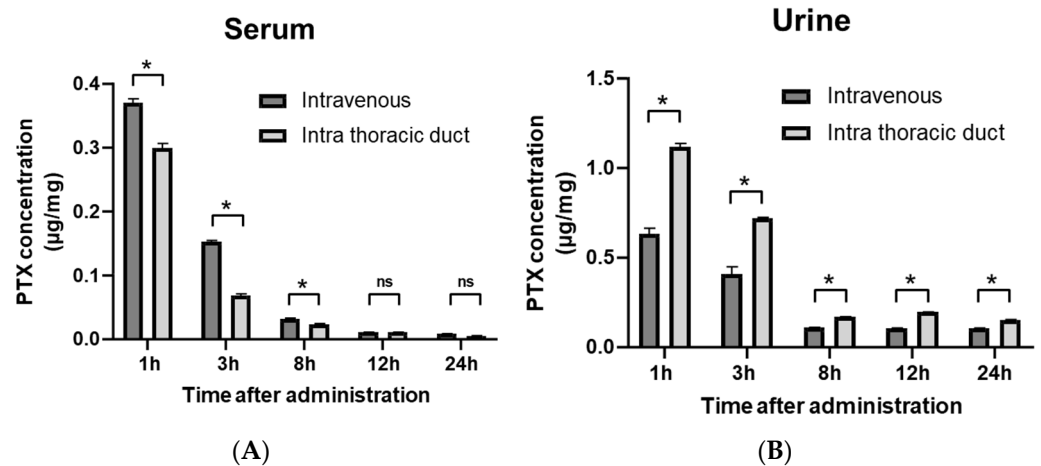 Serum
PTX concentration
(µg/mg)
0.4
0.3
0.2
0.1
0.0
*
*
*
ns
ns
Intravenous
Intra thoracic duct
1h 3h 8h 12h 24h
Time after administration
(A)
Urine
PTX concentration
(µg/mg)
1.5
1.0
0.5
0.0
*
*
*
*
*
Intravenous
Intra thoracic duct
1h 3h 8h 12h 24h
Time after administration
(B)